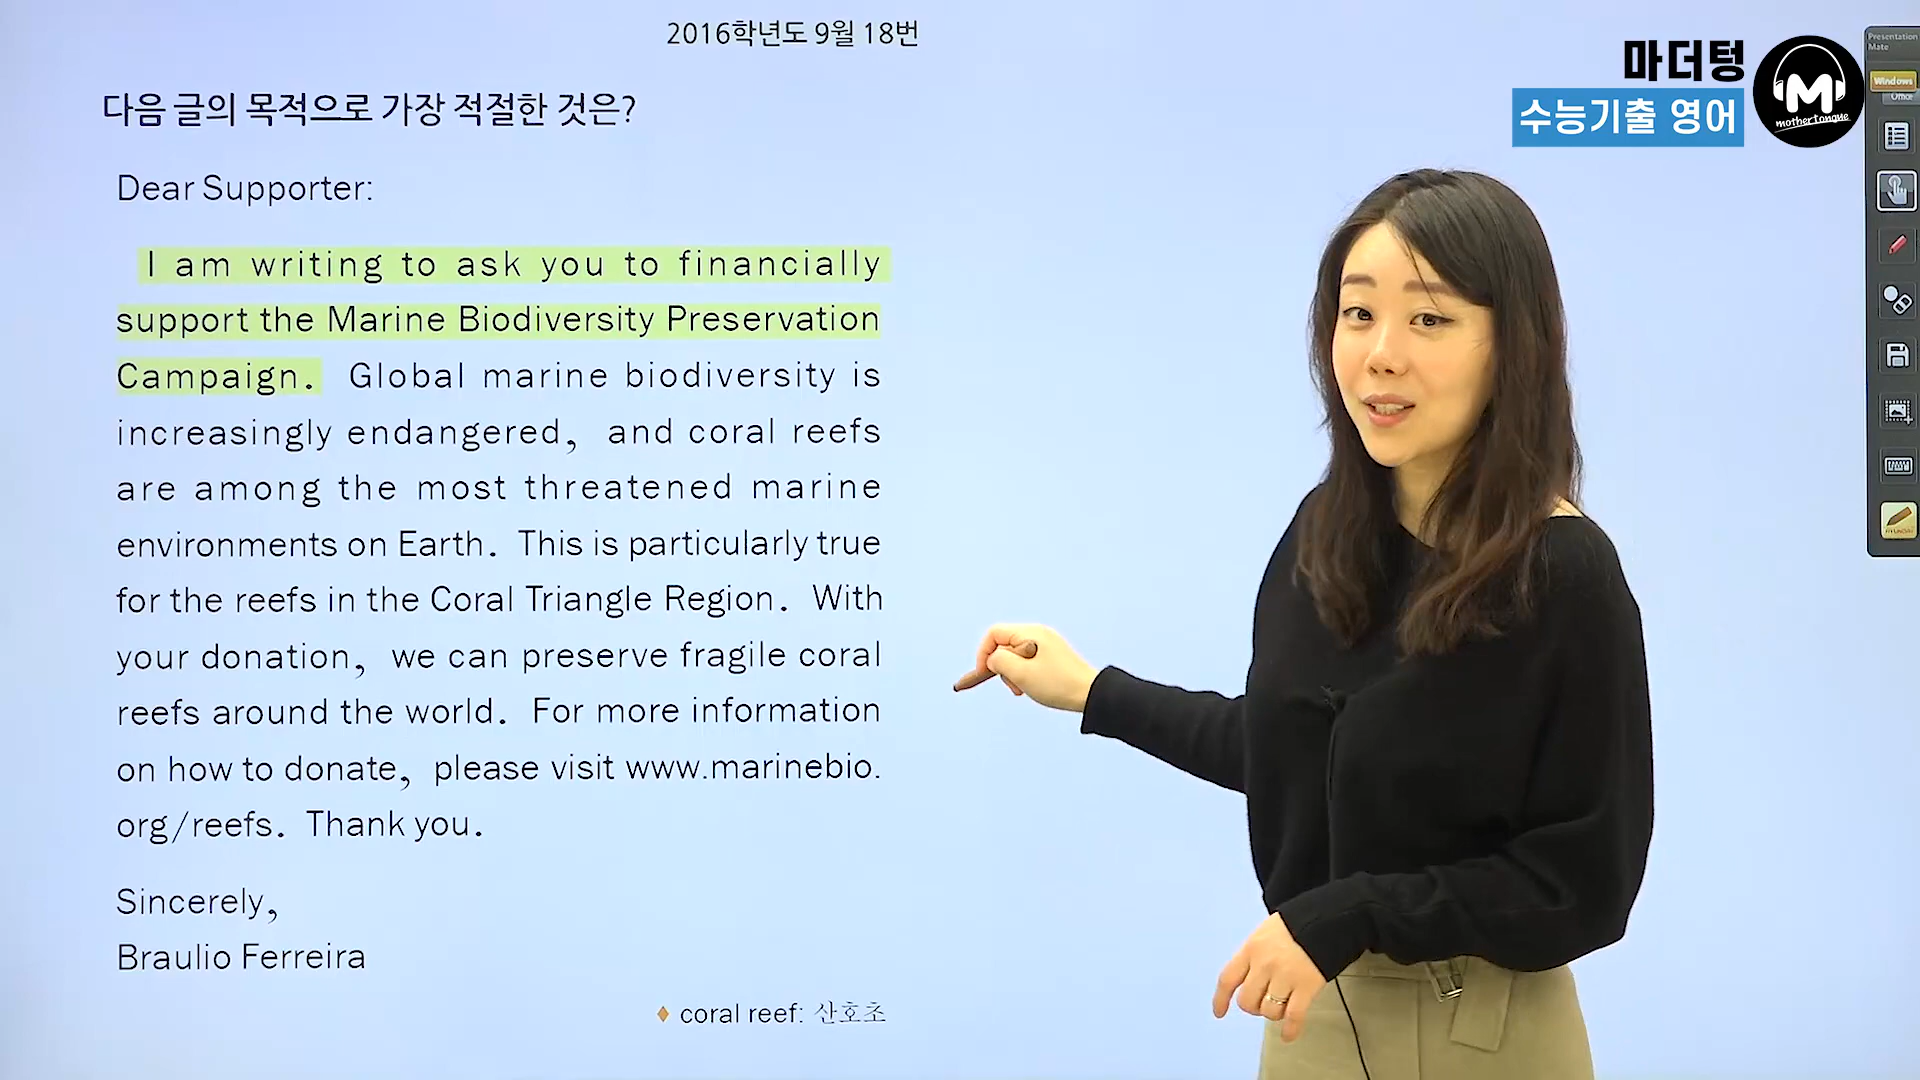 2016학년도 9월 18번
마더텅
수능기출 영어
mothertongue
Presentation
Mate
Windows
Office
다음 글의 목적으로 가장 적절한 것은?
Dear Supporter:
I am writing to ask you to financially
support the Marine Biodiversity Preservation
Campaign. Global marine biodiversity is
increasingly endangered, and coral reefs
are among the most threatened marine
environments on Earth. This is particularly true
for the reefs in the Coral Triangle Region. With
your donation, we can preserve fragile coral
reefs around the world. For more information
on how to donate, please visit www.marinebio.
org/reefs. Thank you.
Sincerely,
Braulio Ferreira
♦ coral reef: 산호초